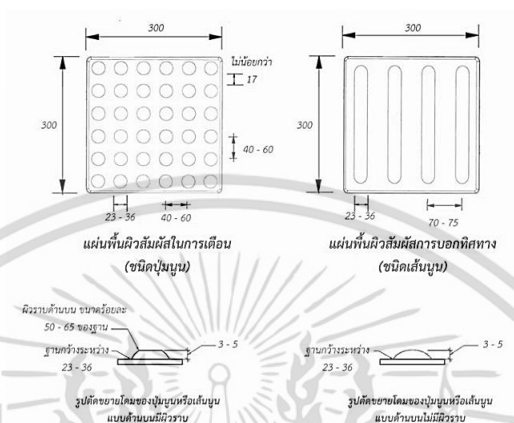 300
300
ไม่น้อยกว่า
17
300
300
40 - 60
23 - 36
40 - 60
23 - 36
70 - 75
แผ่นพื้นผิวสัมผัสในการเตือน
(ชนิดปุ่มนูน)
แผ่นพื้นผิวสัมผัสการบอกทิศทาง
(ชนิดเส้นนูน)
ผิวราบด้านบน ขนาดร้อยละ
50 - 65 ของฐาน
ฐานกว้างระหว่าง
23 - 36
3 - 5
ฐานกว้างระหว่าง
23 - 36
3 - 5
รูปตัดขยายโดมของปุ่มนูนหรือเส้นนูน
แบบด้านบนมีผิวราบ
รูปตัดขยายโดมของปุ่มนูนหรือเส้นนูน
แบบด้านบนไม่มีผิวราบ